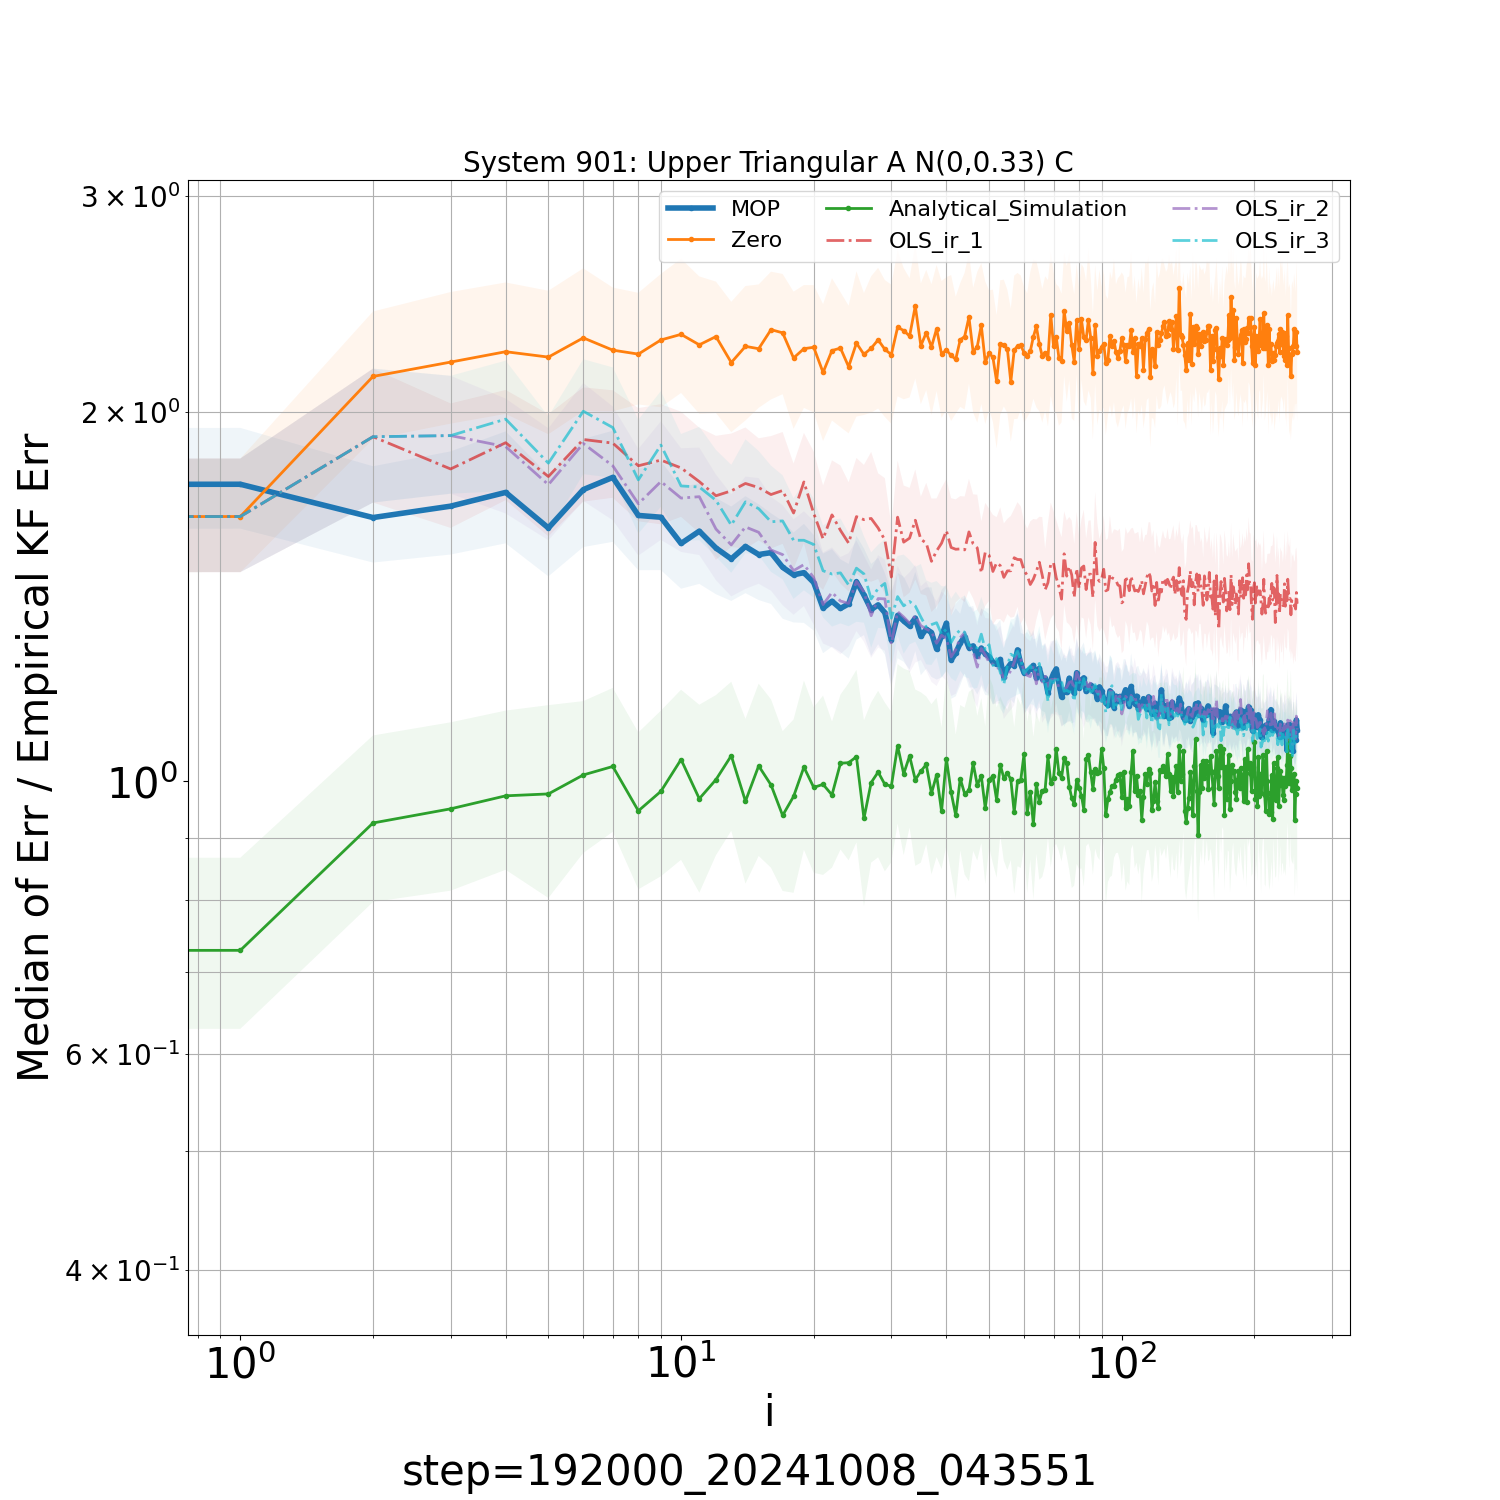 System 901: Upper Triangular A N(0,0.33) C
MOP
Zero
Analytical_Simulation
OLS_ir_1
OLS_ir_2
OLS_ir_3
Median of Err / Empirical KF Err
3 × 10⁰
2 × 10⁰
10⁰
6 × 10⁻¹
4 × 10⁻¹
10⁰ 10¹ 10²
i
step=192000_20241008_043551